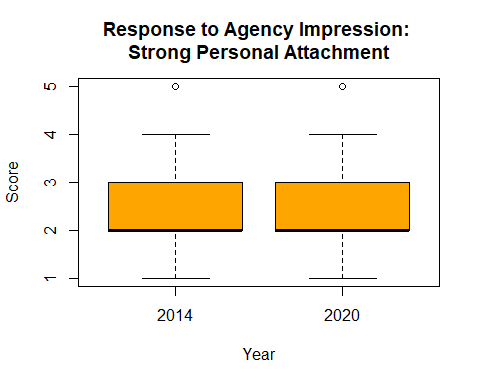 Response to Agency Impression:
Strong Personal Attachment
5
4
3
2
1
Score
2014
2020
Year